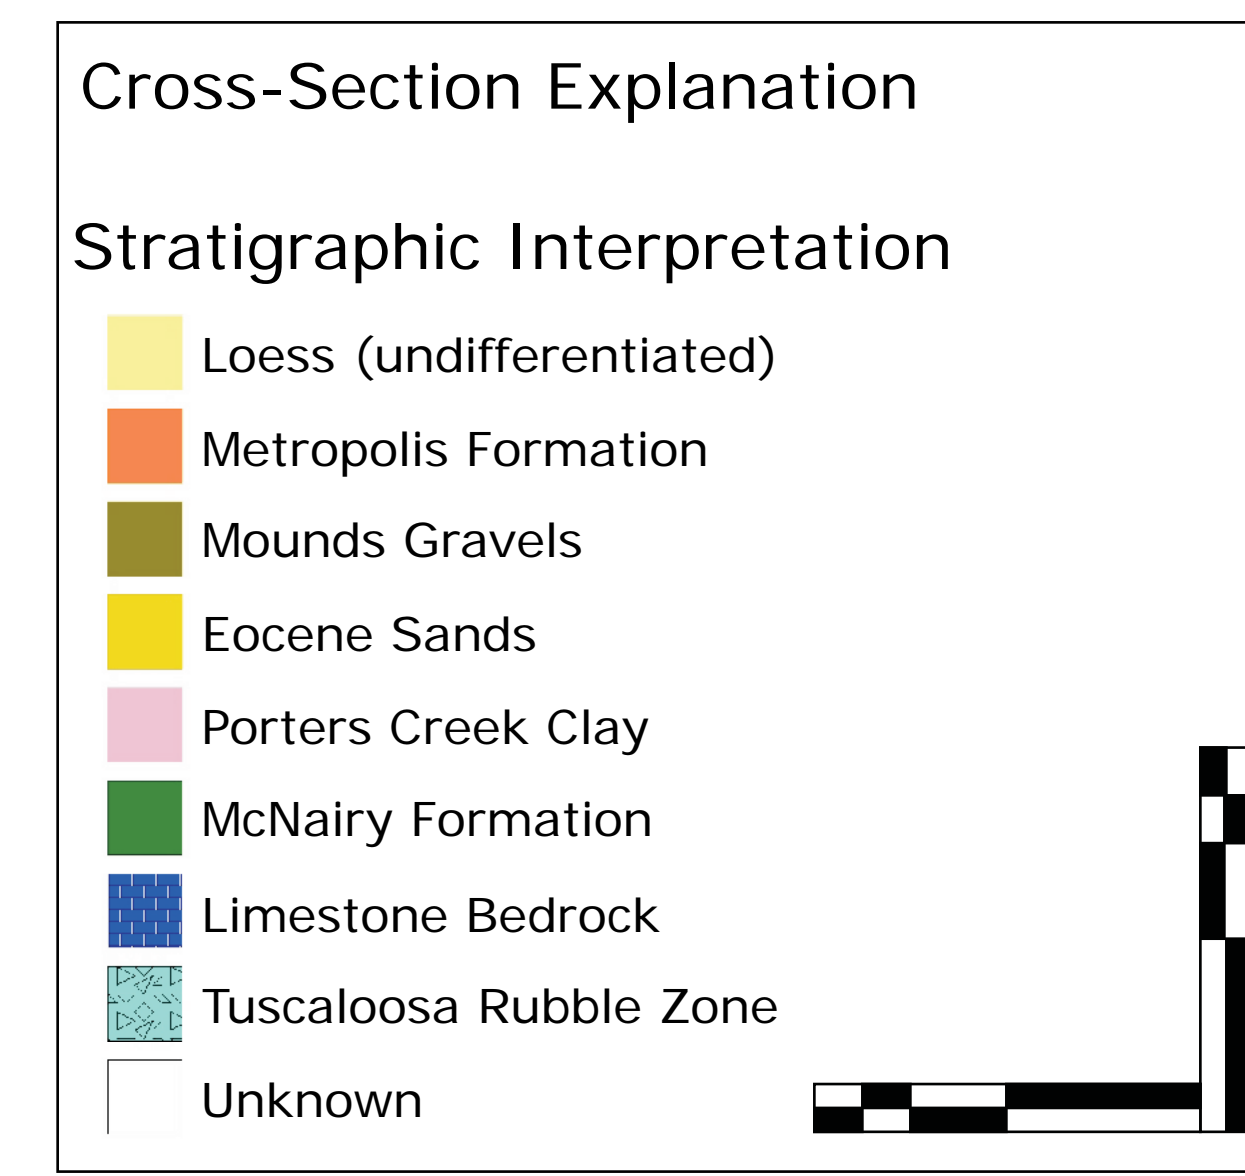 Cross-Section Explanation
Stratigraphic Interpretation
Loess (undifferentiated)
Metropolis Formation
Mounds Gravels
Eocene Sands
Porters Creek Clay
McNairy Formation
Limestone Bedrock
Tuscaloosa Rubble Zone
Unknown